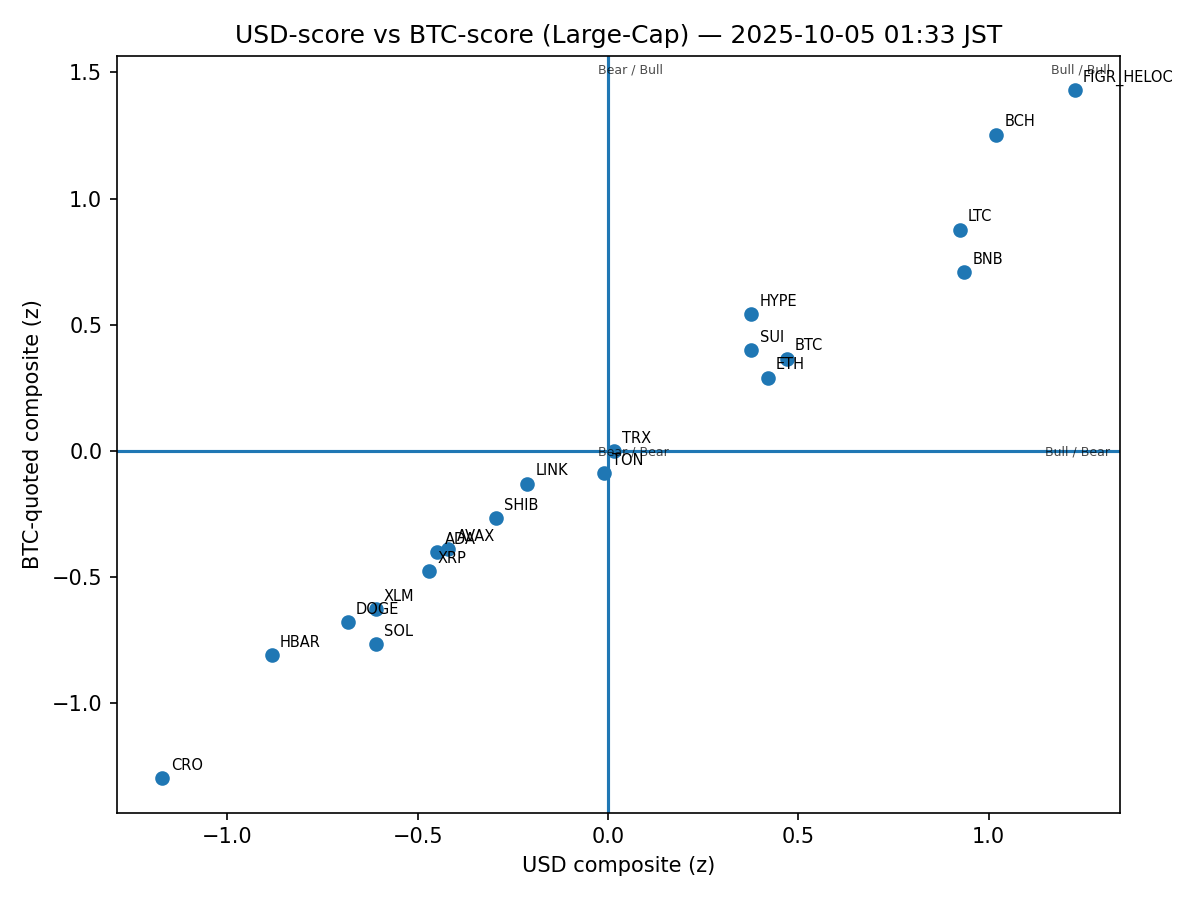 USD-score vs BTC-score (Large-Cap) — 2025-10-05 01:33 JST
Bear / Bull
Bull / Bull
FIGR_HELOC
BCH
LTC
BNB
HYPE
SUI
BTC
ETH
TRX
Bear / Bear
Bull / Bear
TON
LINK
SHIB
ADA
AVAX
XRP
XLM
DOGE
SOL
HBAR
CRO
1.5
1.0
0.5
0.0
−0.5
−1.0
BTC-quoted composite (z)
−1.0
−0.5
0.0
0.5
1.0
USD composite (z)